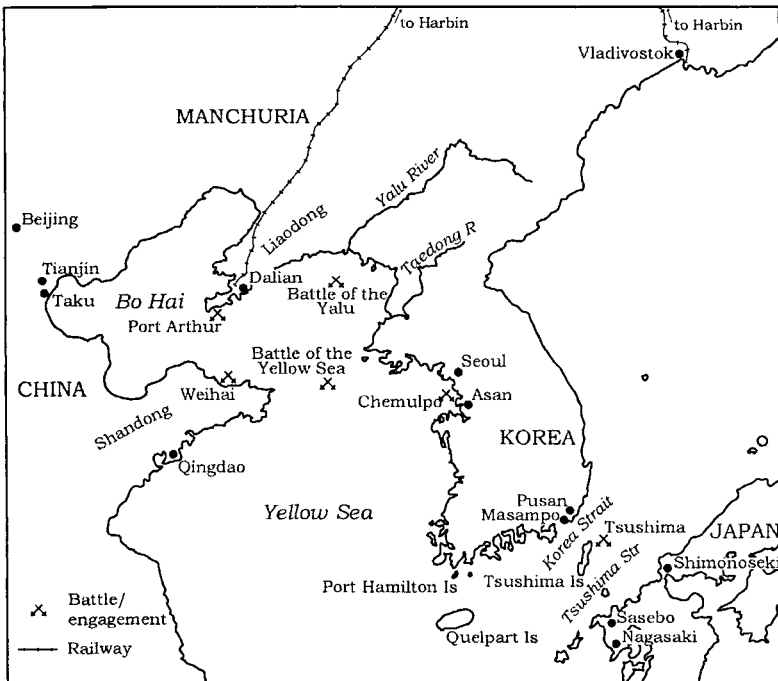 to Harbin
to Harbin
Vladivostok
MANCHURIA
Yalu River
Beijing
Liaodong
Taedong R
Tianjin
Taku
Bo Hai
Dalian
Battle of the
Yalu
Port Arthur
Battle of the
Yellow Sea
Seoul
CHINA
Weihai
Chemulpo
Asan
Shandong
KOREA
Qingdao
Yellow Sea
Pusan
Masampo
Korea Strait
Tsushima
JAPAN
Tsushima Str
Shimonoseki
Port Hamilton Is
Tsushima Is
Battle/
engagement
Quelpart Is
Sasebo
Nagasaki
Railway